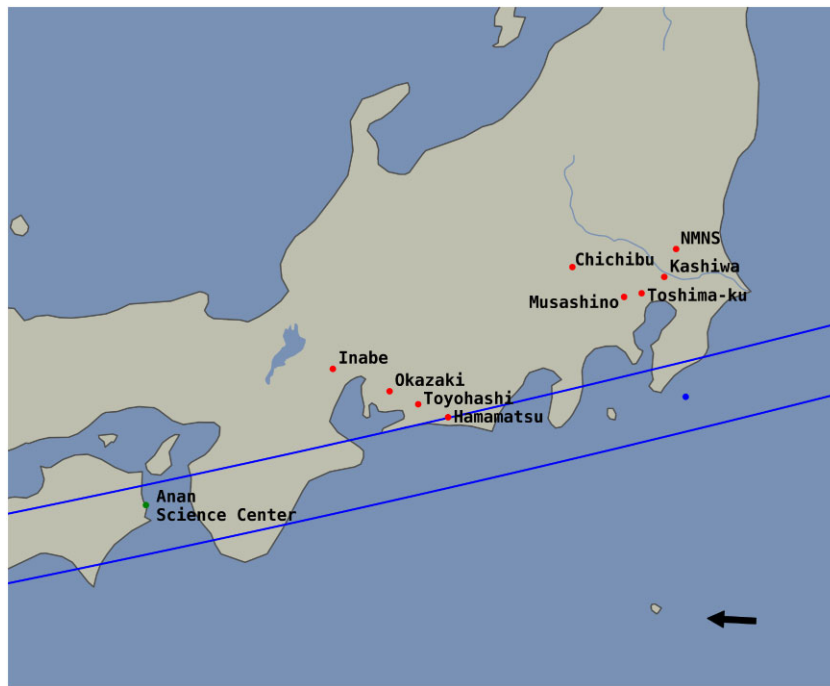 NMNS
Chichibu
Kashiwa
Musashino
Toshima-ku
Inabe
Okazaki
Toyohashi
Hamamatsu
Anan
Science Center